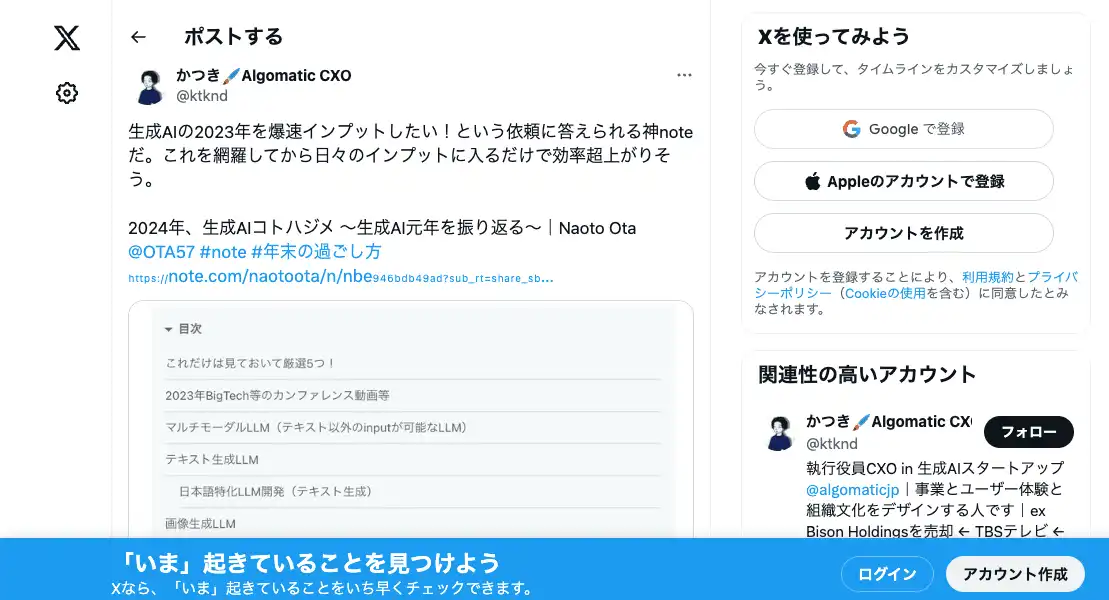 ポストする
かつき🖌️Algomatic CXO
@ktknd
生成AIの2023年を爆速インプットしたい！という依頼に答えられる神note
だ。これを網羅してから日々のインプットに入るだけで効率超上がりそ
う。
2024年、生成AIコトハジメ 〜生成AI元年を振り返る〜｜Naoto Ota
@OTA57 #note #年末の過ごし方
https://note.com/naotoota/n/nbe946bdb49ad?sub_rt=share_sb…
目次
これだけは見ておいて厳選5つ！
2023年BigTech等のカンファレンス動画等
マルチモーダルLLM（テキスト以外のinputが可能なLLM）
テキスト生成LLM
日本語特化LLM開発（テキスト生成）
画像生成LLM
Xを使ってみよう
今すぐ登録して、タイムラインをカスタマイズしましょ
う。
Google で登録
Appleのアカウントで登録
アカウントを作成
アカウントを登録することにより、利用規約とプライバ
シーポリシー（Cookieの使用を含む）に同意したとみ
なされます。
関連性の高いアカウント
かつき🖌️Algomatic CX
@ktknd
フォロー
執行役員CXO in 生成AIスタートアップ
@algomaticjp｜事業とユーザー体験と
組織文化をデザインする人です｜ex
Bison Holdingsを売却 ← TBSテレビ ←
「いま」起きていることを見つけよう
Xなら、「いま」起きていることをいち早くチェックできます。
ログイン
アカウント作成